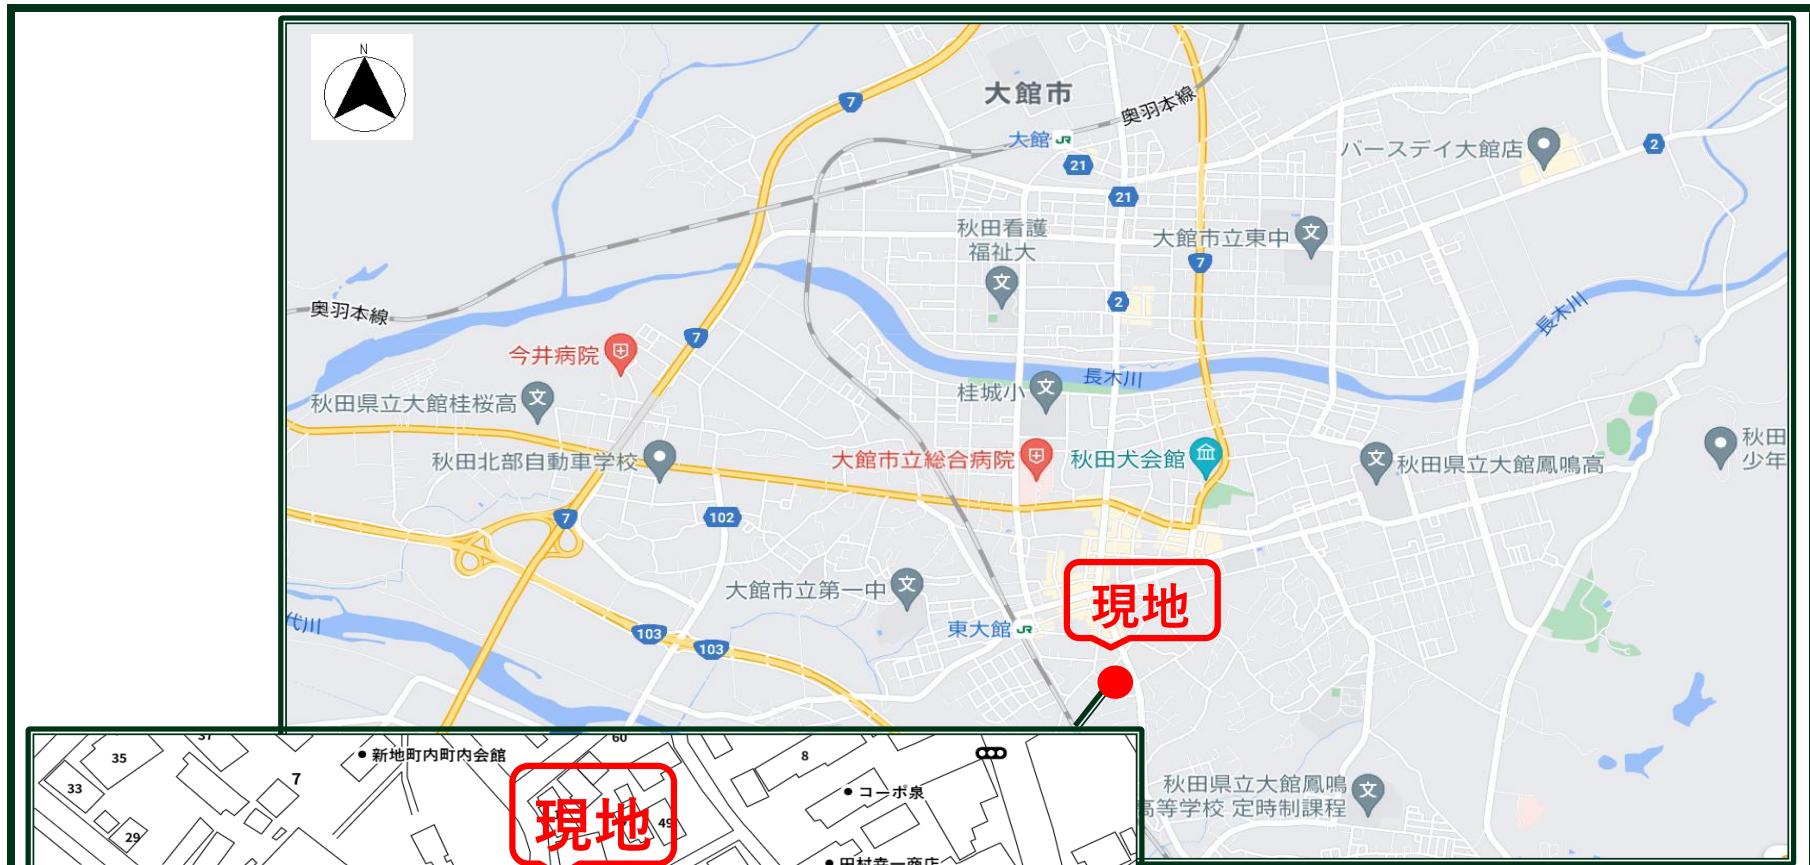 N
大館市
7
奥羽本線
大館
21
バースデイ大館店
2
21
秋田看護
福祉大
大館市立東中
7
2
奥羽本線
長木川
7
今井病院
桂城小
長木川
秋田県立大館桂桜高
秋田北部自動車学校
大館市立総合病院
秋田犬会館
秋田県立大館鳳鳴高
秋田
少年
7
102
大館市立第一中
現地
代川
103
103
東大館
秋田県立大館鳳鳴
高等学校 定時制課程
37
60
35
新地町内町内会館
8
33
7
コーポ泉
現地
49
29
田村幸一商店